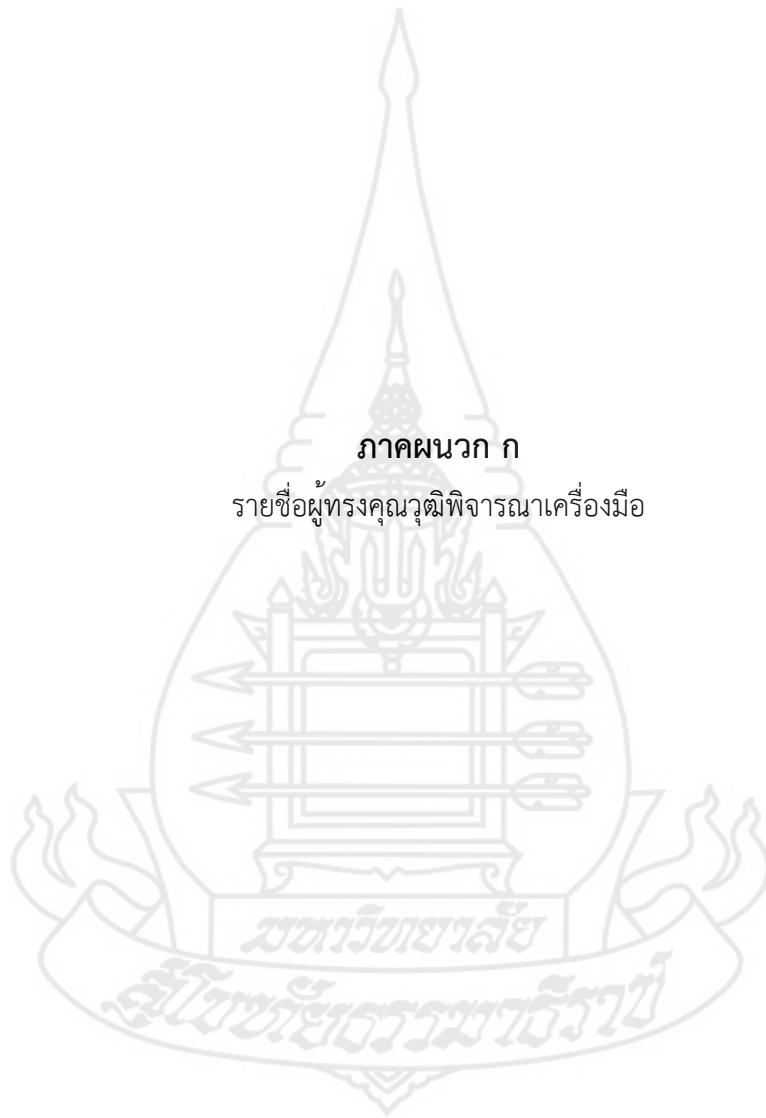 ภาคผนวก ก
รายชื่อผู้ทรงคุณวุฒิพิจารณาเครื่องมือ
มหาวิทยาลัย
สุโขทัยธรรมาธิราช